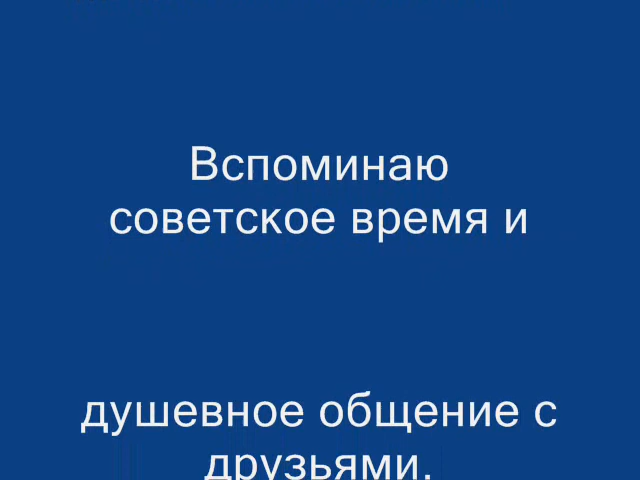 Вспоминаю
советское время и
душевное общение с
друзьями.